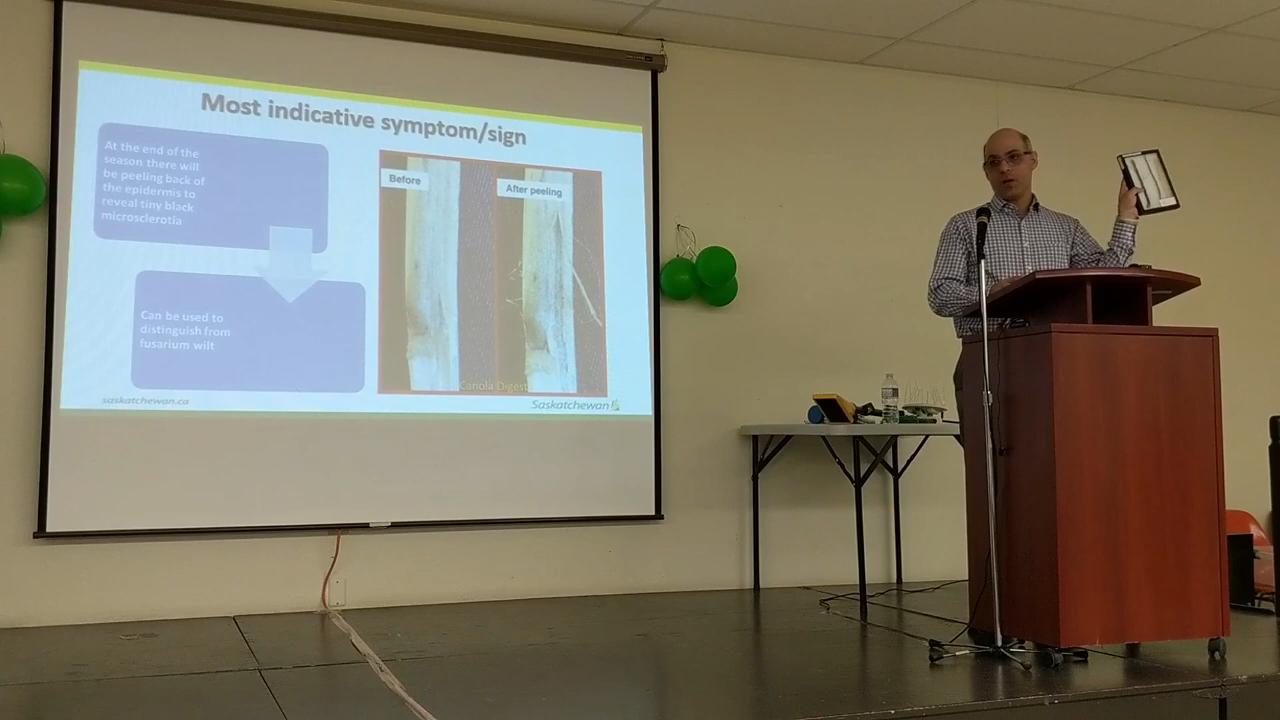 Most indicative symptom/sign
At the end of the
season there will
be peeling back of
the epidermis to
reveal tiny black
microsclerotia
Can be used to
distinguish from
fusarium wilt
Before
After peeling
Canola Digest
saskatchewan.ca
Saskatchewan